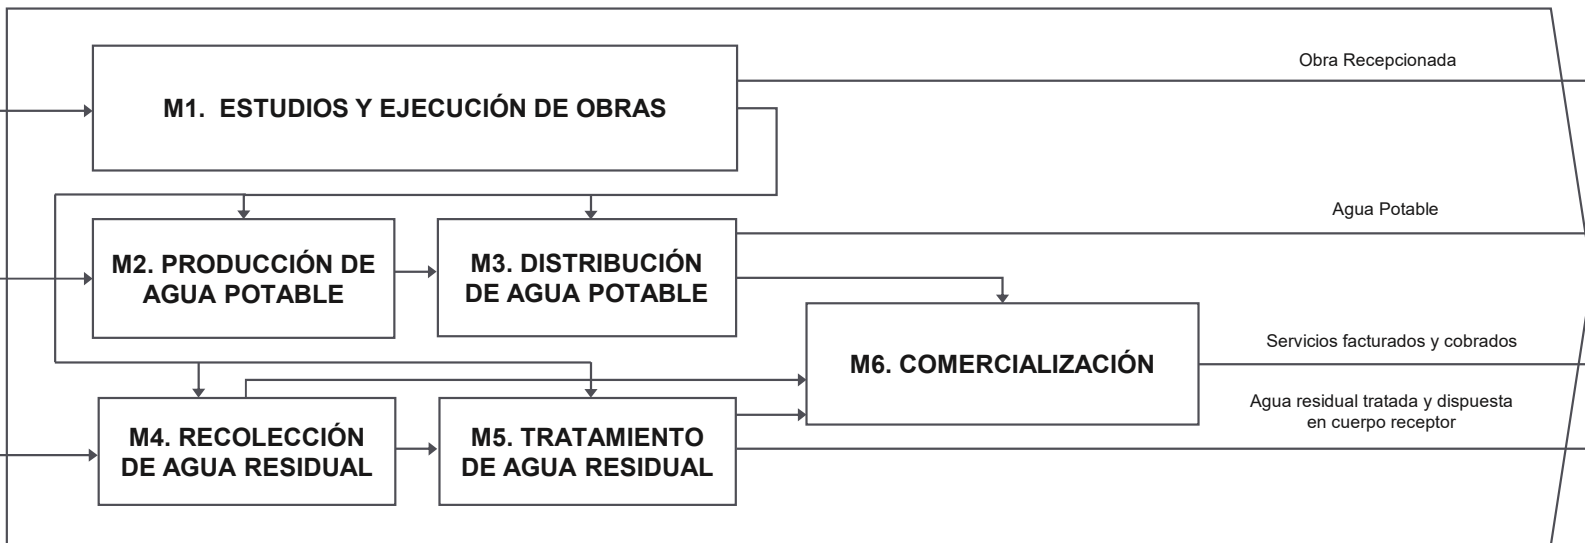 Obra Recepcionada
M1. ESTUDIOS Y EJECUCIÓN DE OBRAS
Agua Potable
M2. PRODUCCIÓN DE
AGUA POTABLE
M3. DISTRIBUCIÓN
DE AGUA POTABLE
Servicios facturados y cobrados
M6. COMERCIALIZACIÓN
Agua residual tratada y dispuesta
en cuerpo receptor
M4. RECOLECCIÓN
DE AGUA RESIDUAL
M5. TRATAMIENTO
DE AGUA RESIDUAL